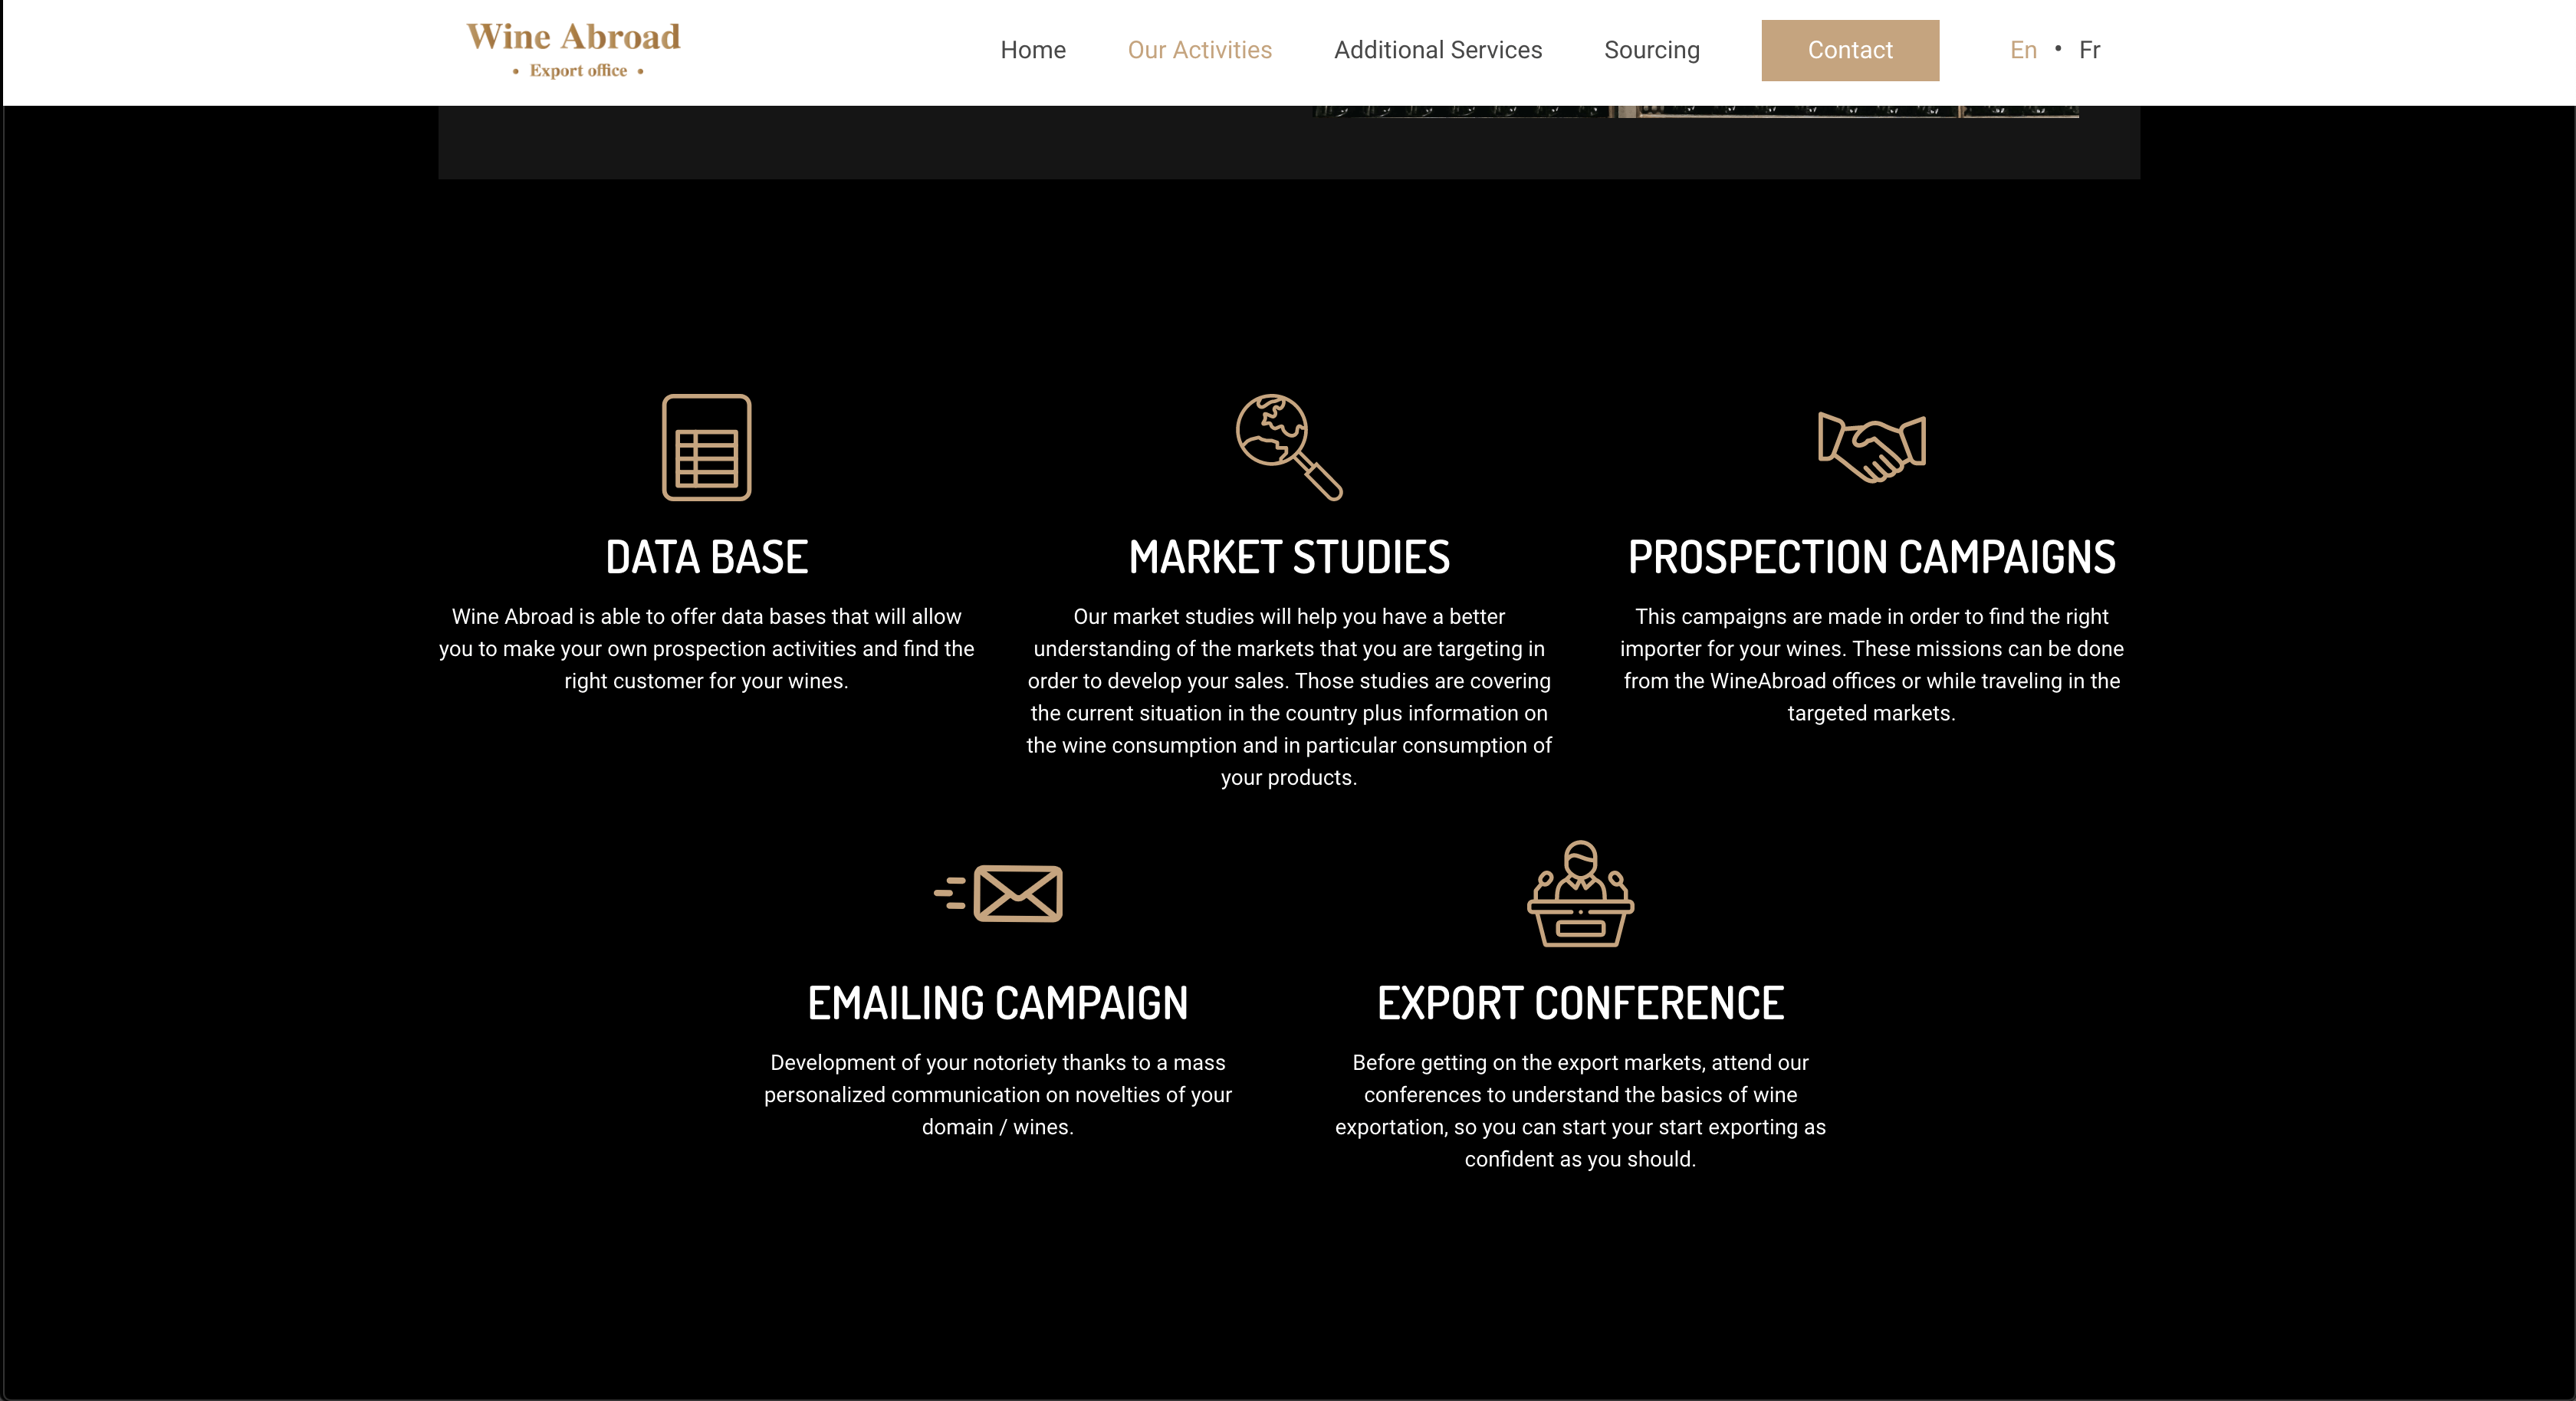 Wine Abroad
• Export office •
Home
Our Activities
Additional Services
Sourcing
Contact
En • Fr
DATA BASE
Wine Abroad is able to offer data bases that will allow
you to make your own prospection activities and find the
right customer for your wines.
MARKET STUDIES
Our market studies will help you have a better
understanding of the markets that you are targeting in
order to develop your sales. Those studies are covering
the current situation in the country plus information on
the wine consumption and in particular consumption of
your products.
PROSPECTION CAMPAIGNS
This campaigns are made in order to find the right
importer for your wines. These missions can be done
from the WineAbroad offices or while traveling in the
targeted markets.
EMAILING CAMPAIGN
Development of your notoriety thanks to a mass
personalized communication on novelties of your
domain / wines.
EXPORT CONFERENCE
Before getting on the export markets, attend our
conferences to understand the basics of wine
exportation, so you can start your start exporting as
confident as you should.